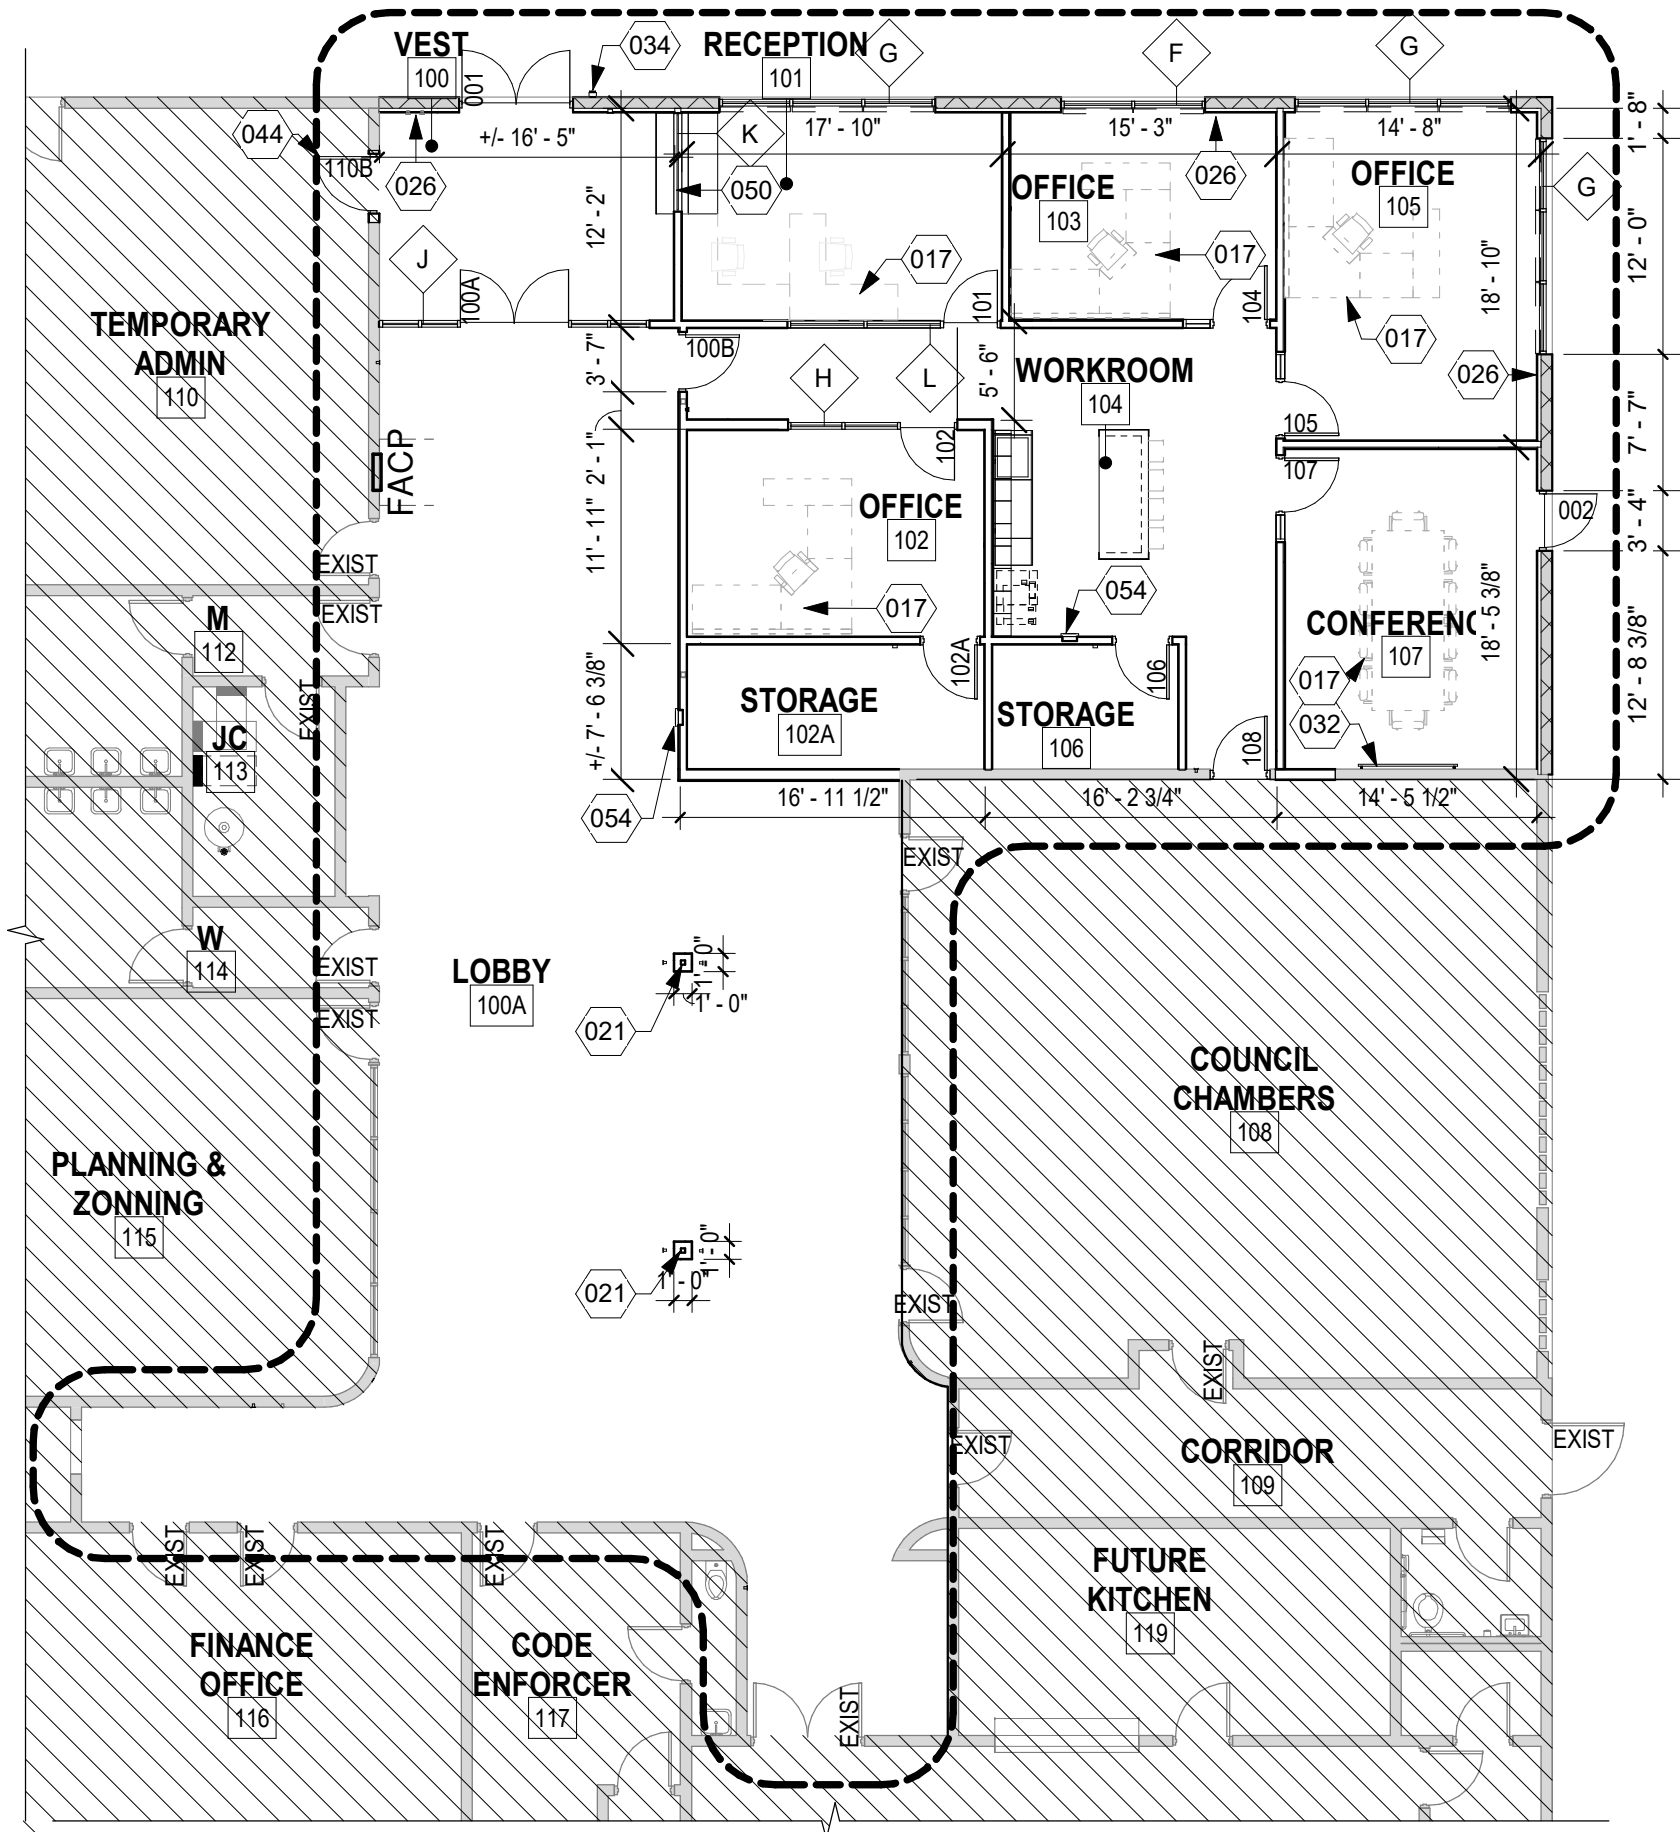 VEST
100
001
034
RECEPTION
101
G
F
G
044
110B
026
+/- 16' - 5"
K
17' - 10"
15' - 3"
14' - 8"
1' - 8"
050
OFFICE
103
026
OFFICE
105
G
12' - 2"
J
100A
017
101
017
104
017
18' - 10"
12' - 0"
TEMPORARY
ADMIN
110
3' - 7"
100B
H
L
5' - 6"
WORKROOM
104
026
105
7' - 7"
FACP
2' - 1"
102
107
11' - 11"
OFFICE
102
002
3' - 4"
EXIST
EXIST
M
112
017
054
CONFERENC
107
18' - 5 3/8"
12' - 8 3/8"
EXIST
JC
113
102A
106
017
STORAGE
102A
STORAGE
106
032
108
+/- 7' - 6 3/8"
054
16' - 11 1/2"
16' - 2 3/4"
14' - 5 1/2"
EXIST
W
114
EXIST
EXIST
LOBBY
100A
1' - 0"
1' - 0"
021
COUNCIL
CHAMBERS
108
PLANNING &
ZONNING
115
1' - 0"
1' - 0"
021
EXIST
EXIST
EXIST
CORRIDOR
109
EXIST
EXIST
EXIST
EXIST
FUTURE
KITCHEN
119
FINANCE
OFFICE
116
CODE
ENFORCER
117
EXIST